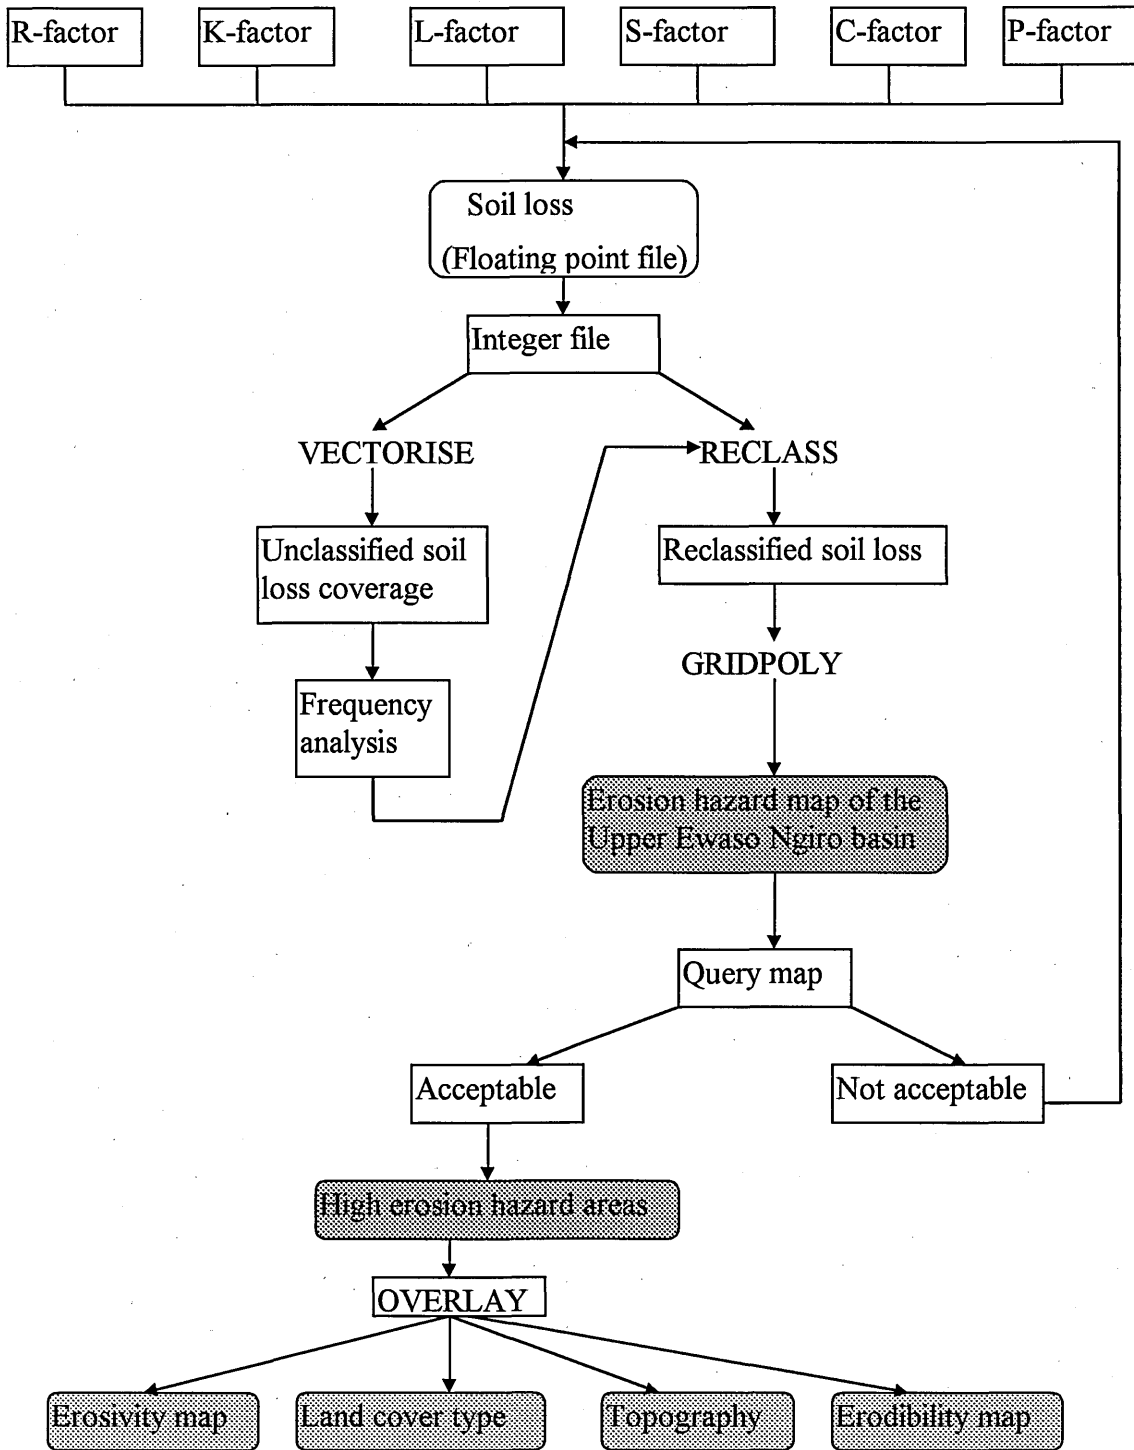 R-factor
K-factor
L-factor
S-factor
C-factor
P-factor
Soil loss
(Floating point file)
Integer file
VECTORISE
RECLASS
Unclassified soil
loss coverage
Reclassified soil loss
GRIDPOLY
Frequency
analysis
Erosion hazard map of the
Upper Ewaso Ngiro basin
Query map
Acceptable
Not acceptable
High erosion hazard areas
OVERLAY
Erosivity map
Land cover type
Topography
Erodibility map